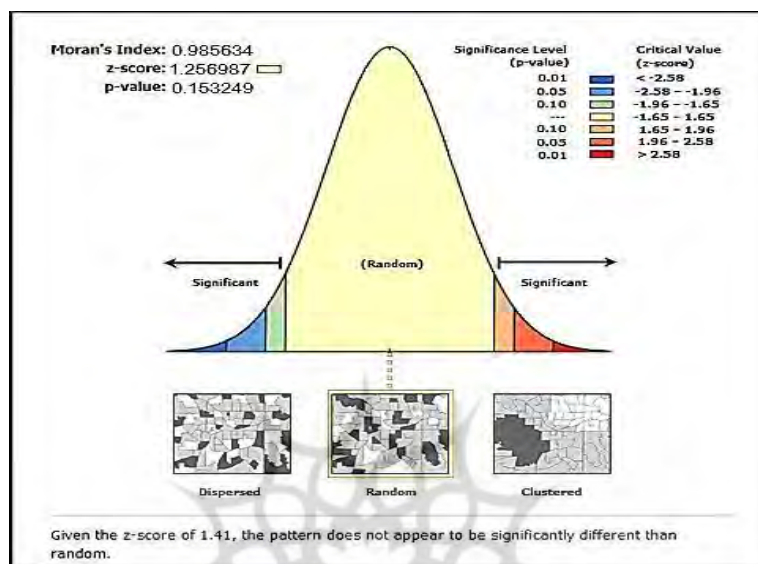 Moran's Index: 0.985634
z-score: 1.256987
p-value: 0.153249
Significance Level
(p-value)
Critical Value
(z-score)
0.01 < -2.58
0.05 -2.58 - -1.96
0.10 -1.96 - -1.65
--- -1.65 - 1.65
0.10 1.65 - 1.96
0.05 1.96 - 2.58
0.01 > 2.58
(Random)
Significant
Significant
Dispersed
Random
Clustered
Given the z-score of 1.41, the pattern does not appear to be significantly different than
random.